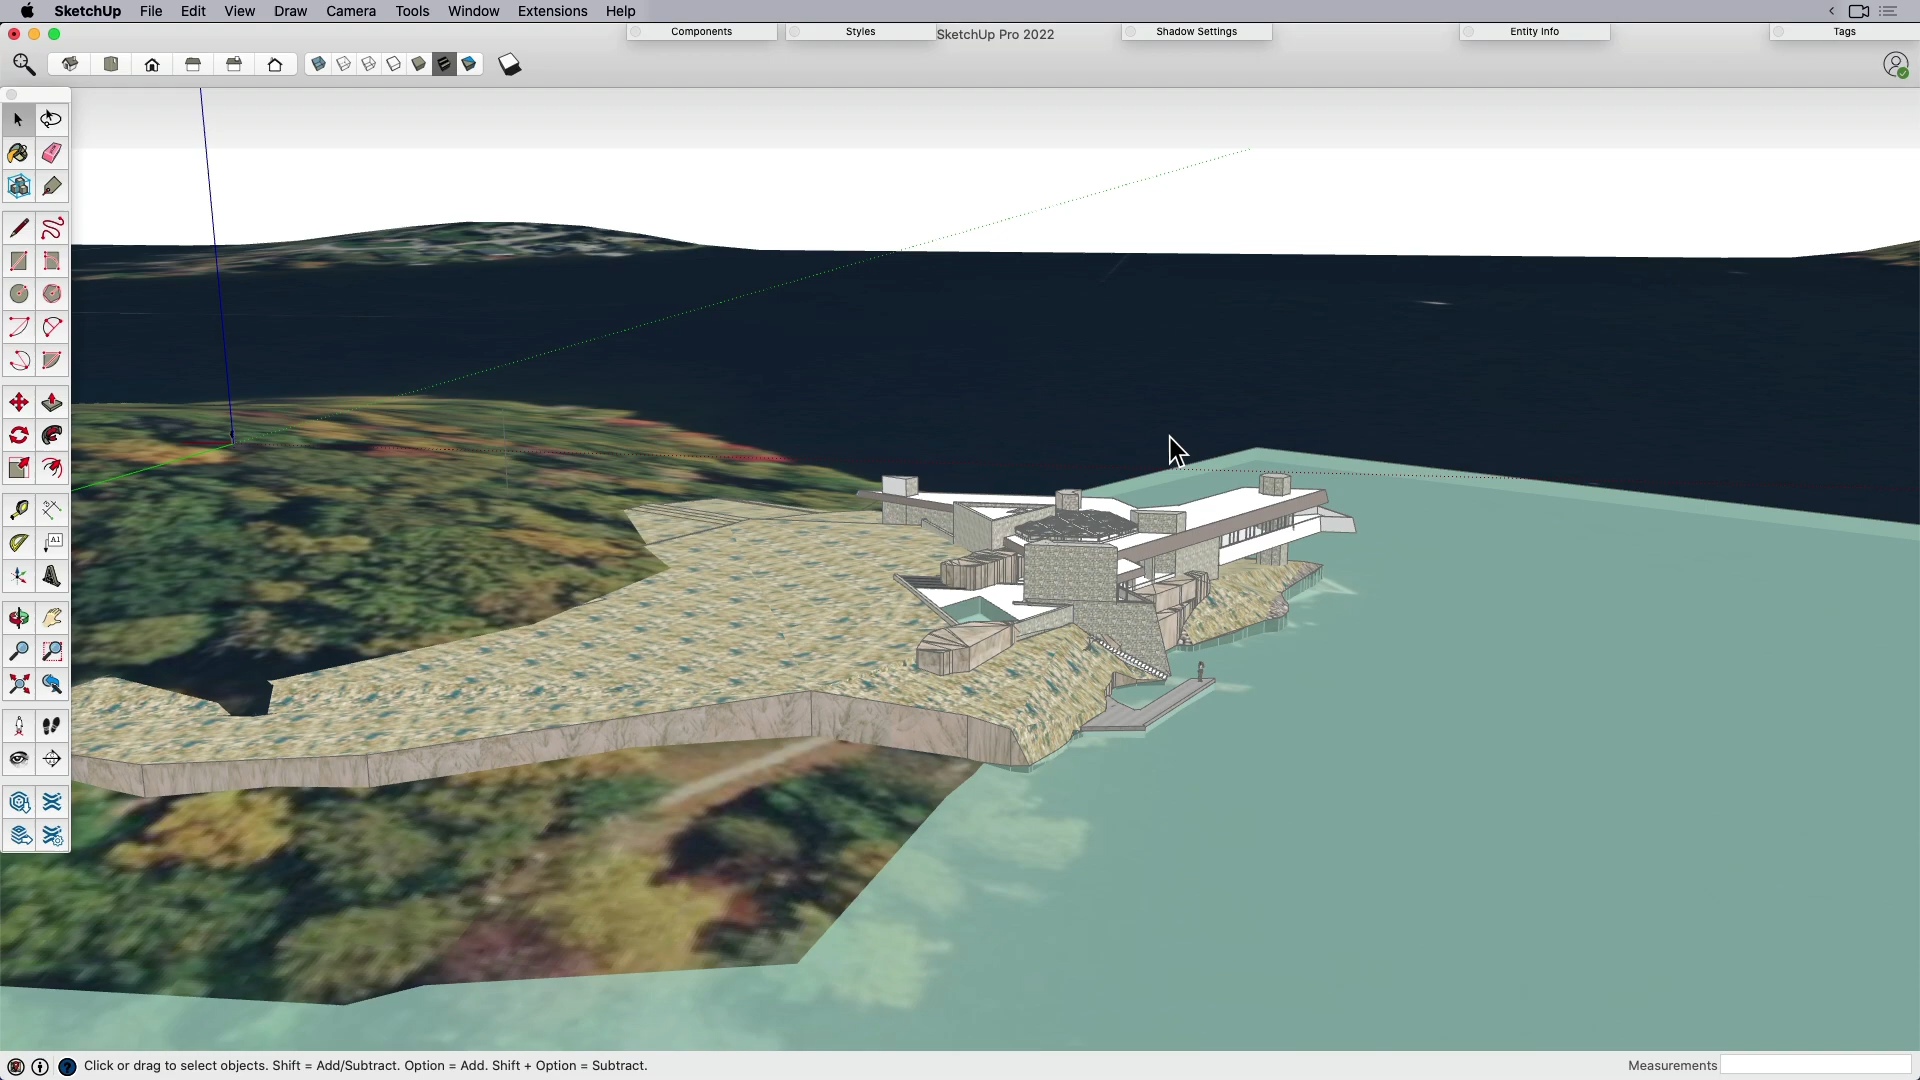 SketchUp File Edit View Draw Camera Tools Window Extensions Help
Components Styles SketchUp Pro 2022 Shadow Settings Entity Info Tags
A1
Click or drag to select objects. Shift = Add/Subtract. Option = Add. Shift + Option = Subtract. Measurements